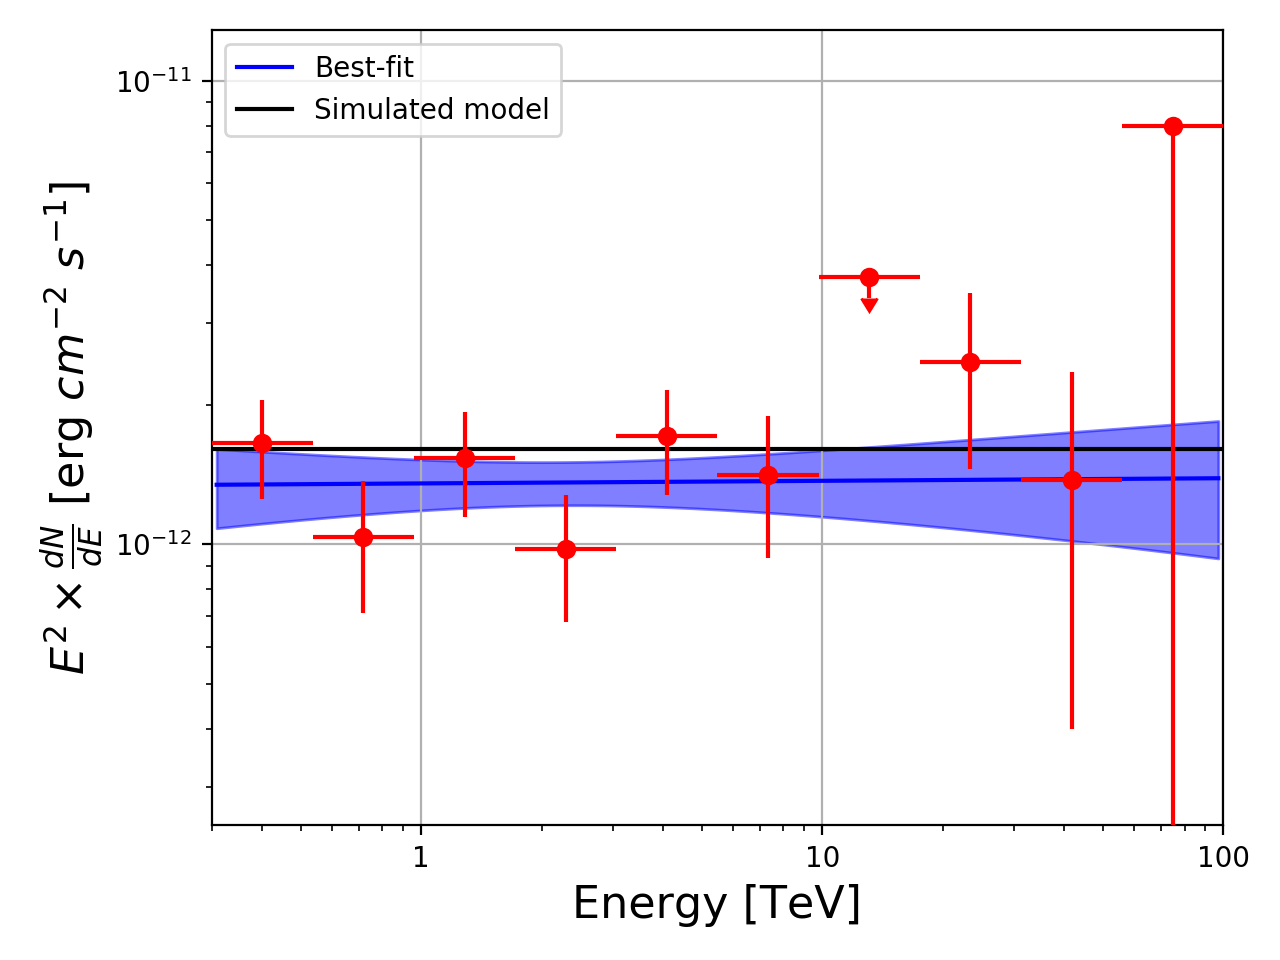 Best-fit
Simulated model
10⁻¹¹
10⁻¹²
E² × dN/dE [erg cm⁻² s⁻¹]
1 10 100
Energy [TeV]